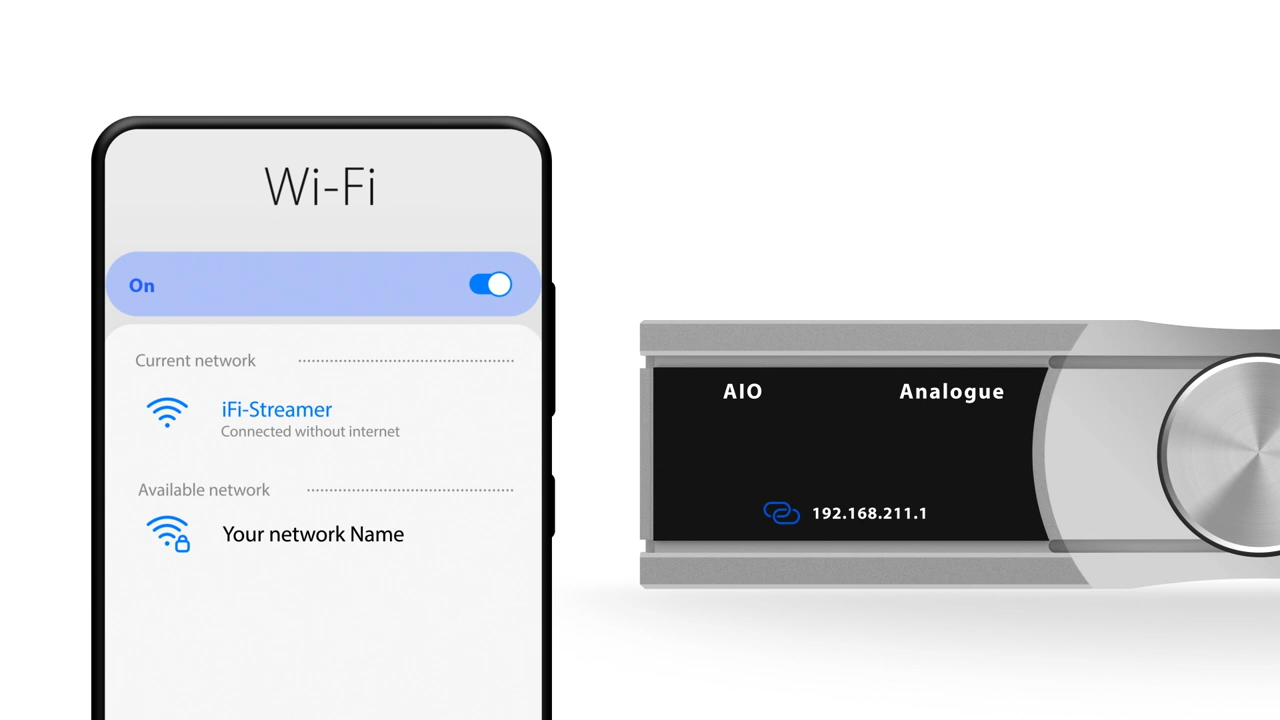 Wi-Fi
On
Current network
iFi-Streamer
Connected without internet
Available network
Your network Name
AIO Analogue
192.168.211.1